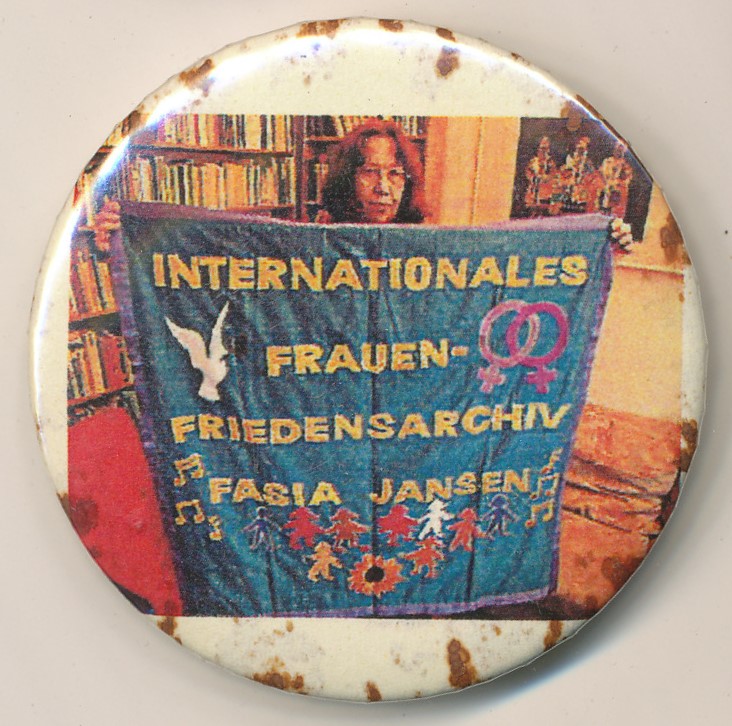 INTERNATIONALES
FRAUEN-
FRIEDENSARCHIV
FASIA JANSEN